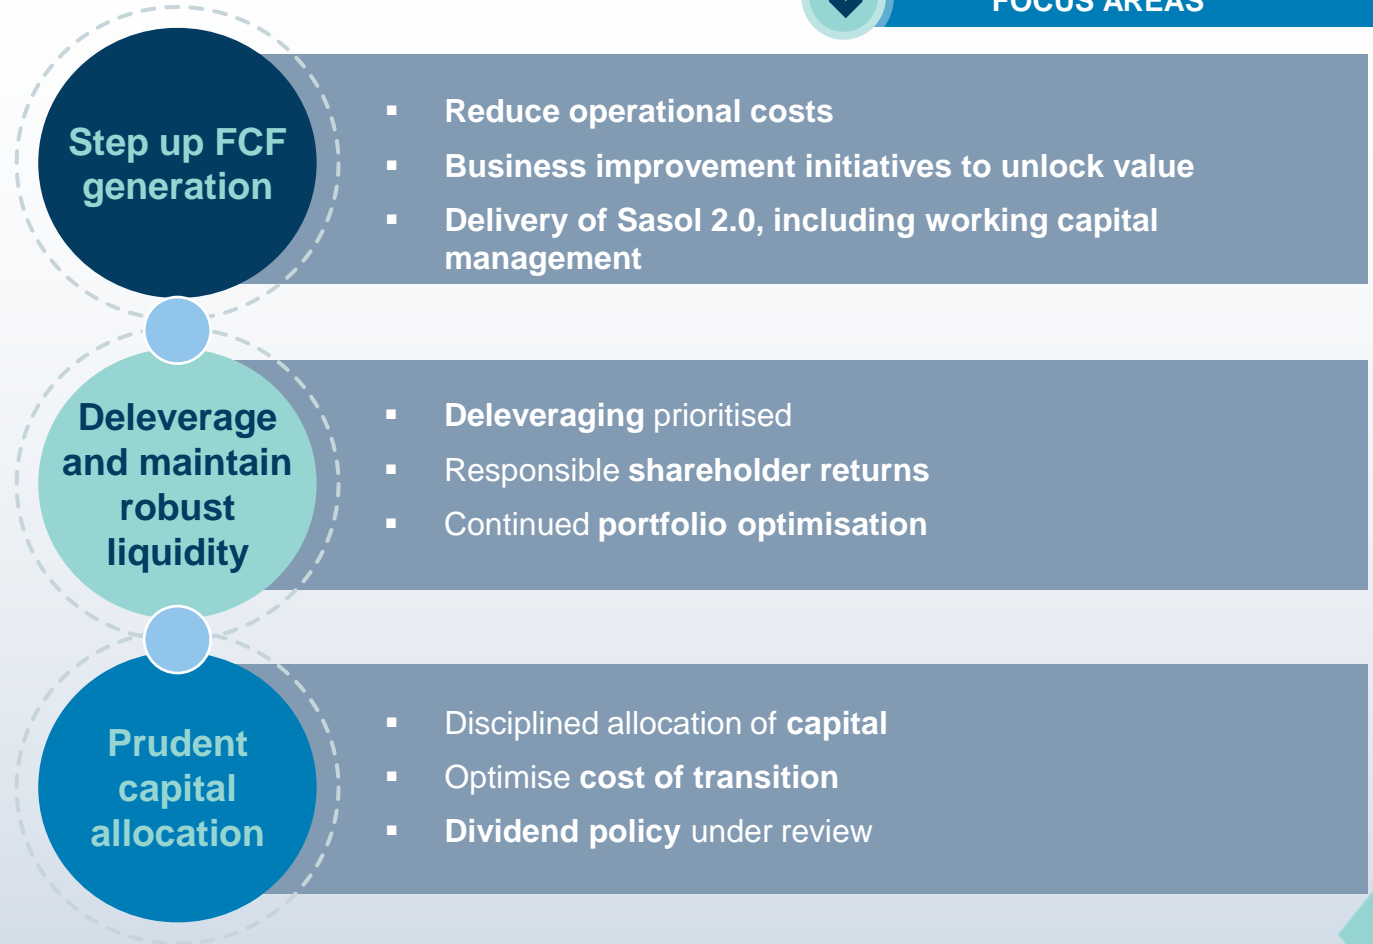 FOCUS AREAS
Step up FCF
generation
▪ Reduce operational costs
▪ Business improvement initiatives to unlock value
▪ Delivery of Sasol 2.0, including working capital
management
Deleverage
and maintain
robust
liquidity
▪ Deleveraging prioritised
▪ Responsible shareholder returns
▪ Continued portfolio optimisation
Prudent
capital
allocation
▪ Disciplined allocation of capital
▪ Optimise cost of transition
▪ Dividend policy under review